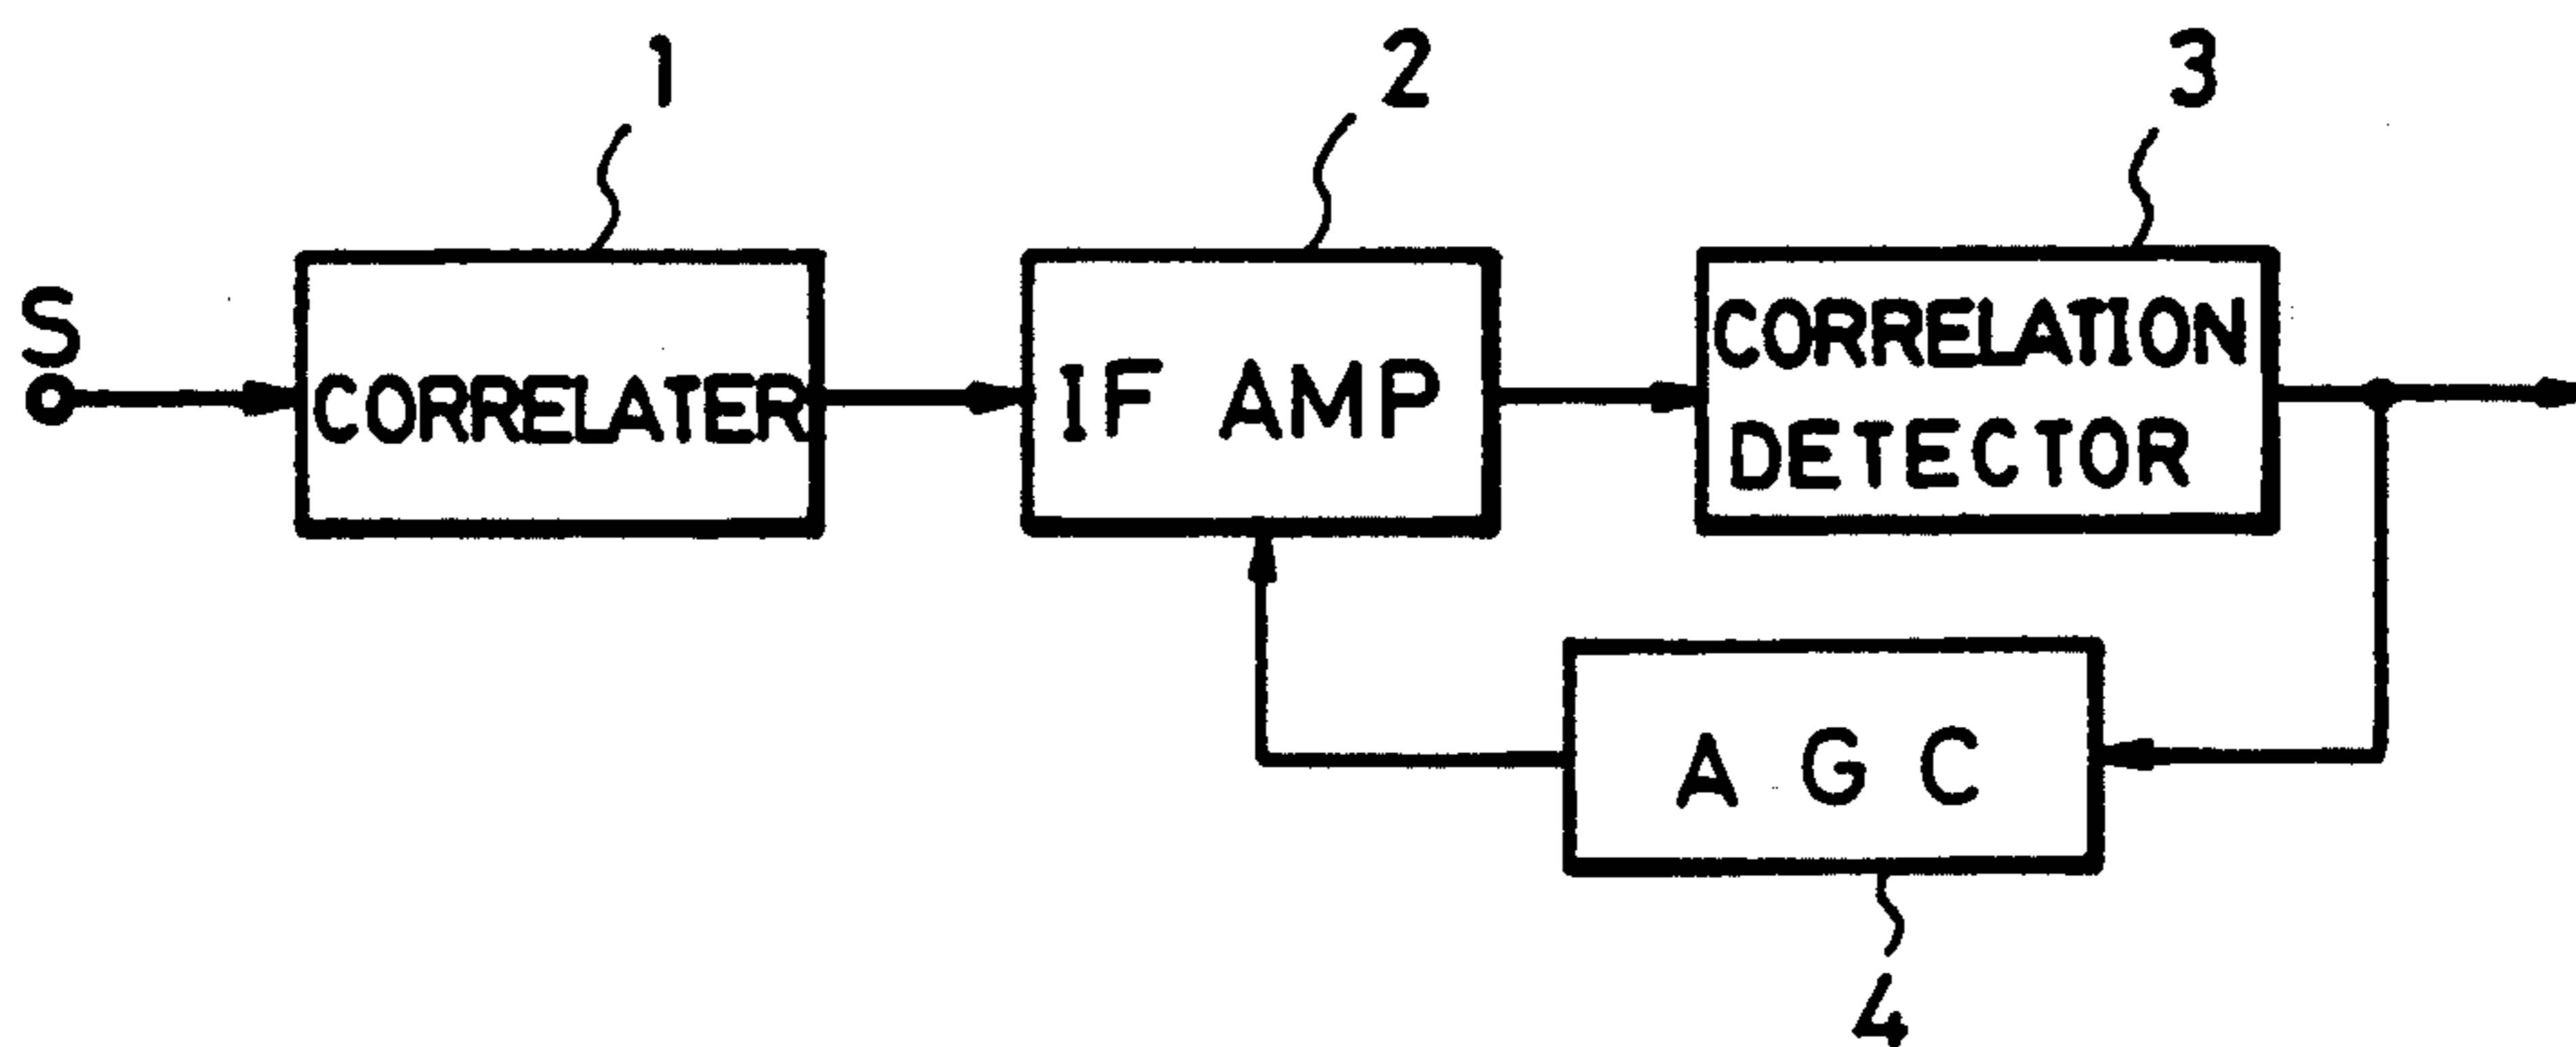 1
2
3
S
CORRELATER
IF AMP
CORRELATION
DETECTOR
A G C
4